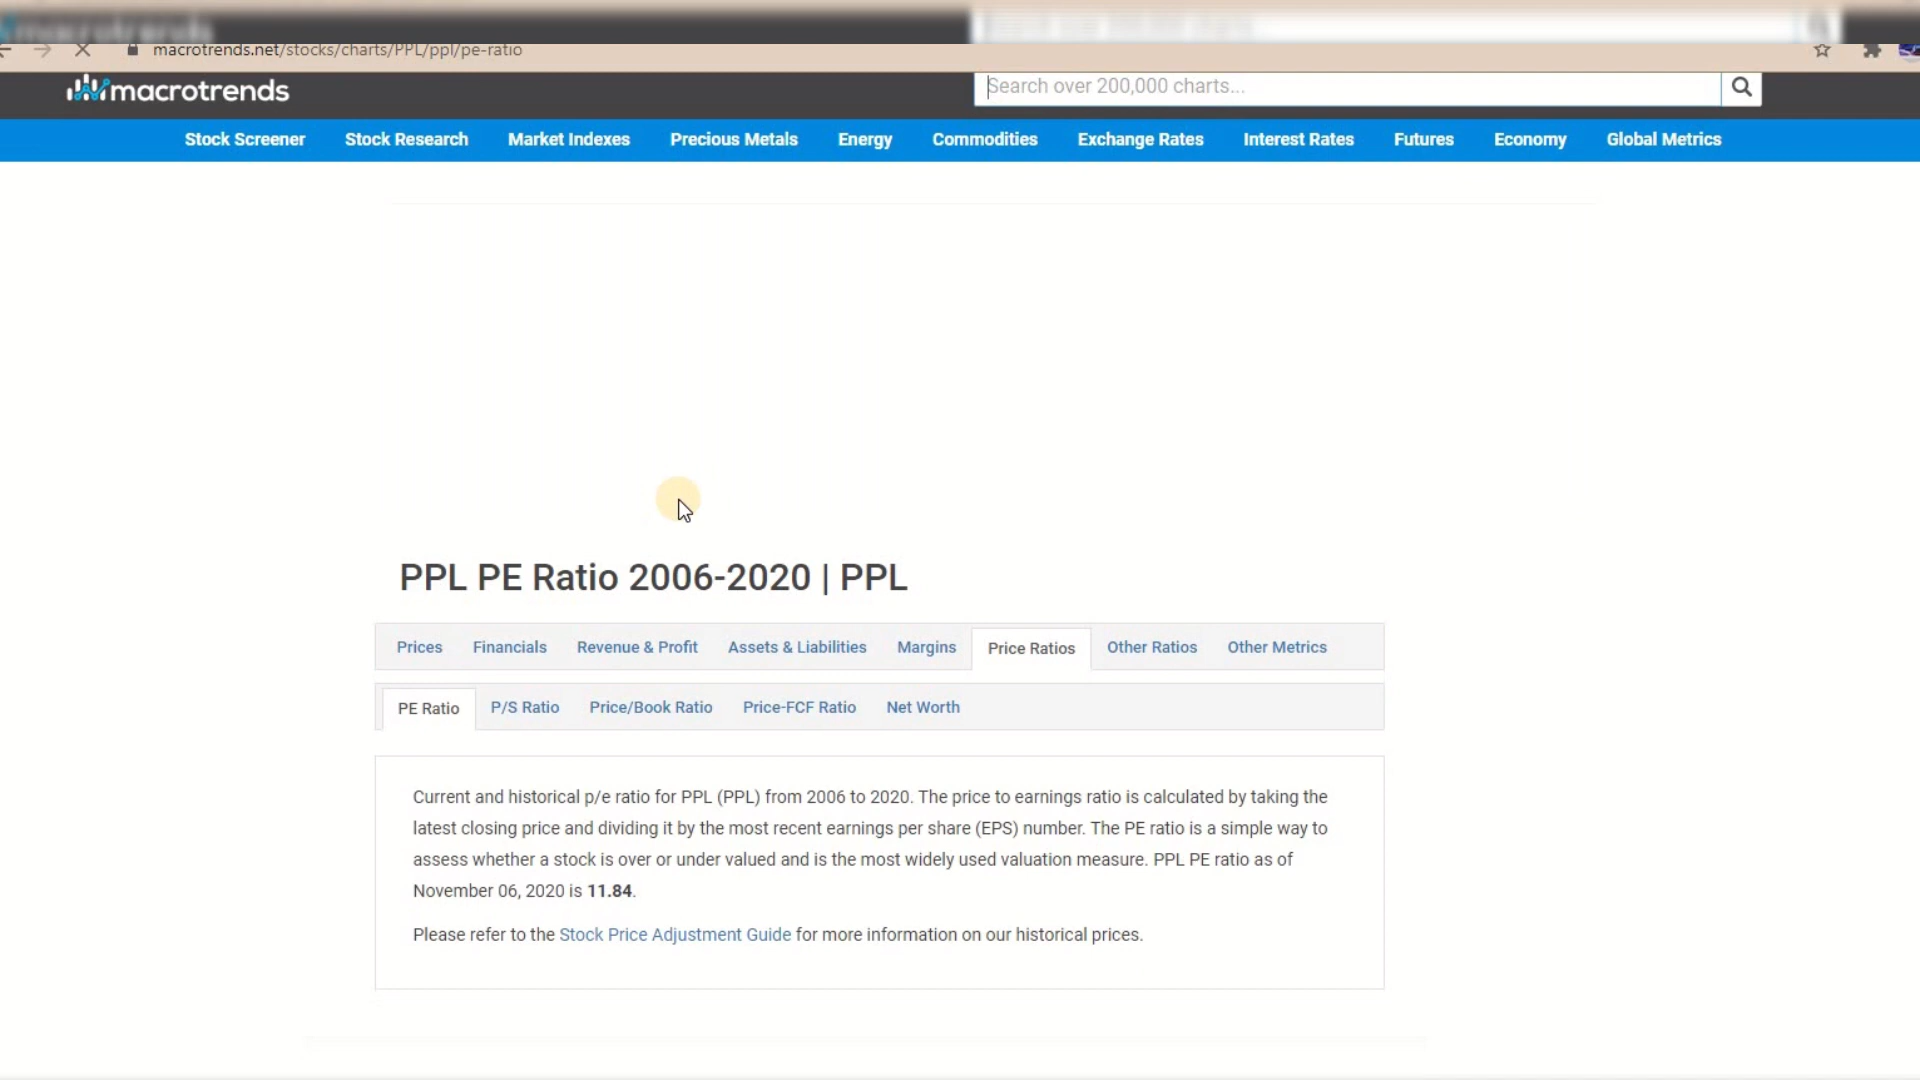 macrotrends
macrotrends.net/stocks/charts/PPL/ppl/pe-ratio
macrotrends
Search over 200,000 charts...
Stock Screener Stock Research Market Indexes Precious Metals Energy Commodities Exchange Rates Interest Rates Futures Economy Global Metrics
PPL PE Ratio 2006-2020 | PPL
Prices Financials Revenue & Profit Assets & Liabilities Margins Price Ratios Other Ratios Other Metrics
PE Ratio P/S Ratio Price/Book Ratio Price-FCF Ratio Net Worth
Current and historical p/e ratio for PPL (PPL) from 2006 to 2020. The price to earnings ratio is calculated by taking the
latest closing price and dividing it by the most recent earnings per share (EPS) number. The PE ratio is a simple way to
assess whether a stock is over or under valued and is the most widely used valuation measure. PPL PE ratio as of
November 06, 2020 is 11.84.
Please refer to the Stock Price Adjustment Guide for more information on our historical prices.